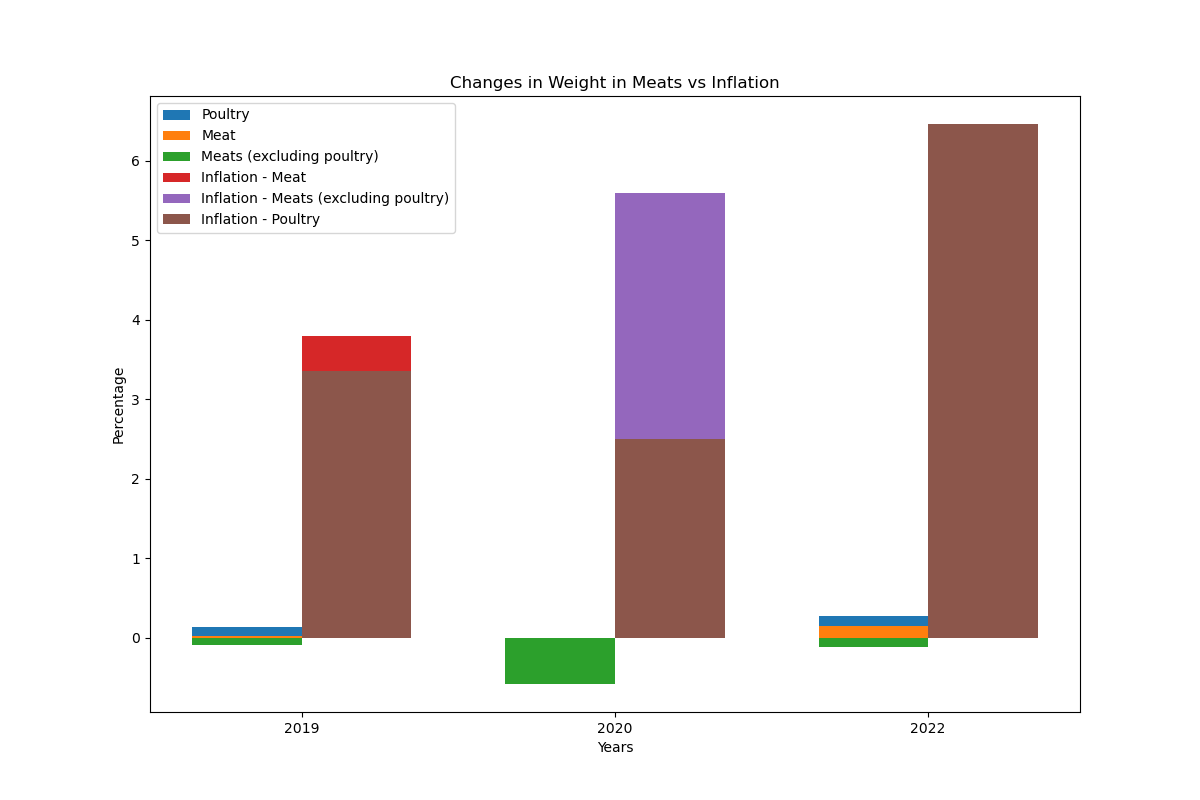 Changes in Weight in Meats vs Inflation
Poultry
Meat
Meats (excluding poultry)
Inflation - Meat
Inflation - Meats (excluding poultry)
Inflation - Poultry
6
5
4
3
2
1
0
Percentage
2019
2020
2022
Years